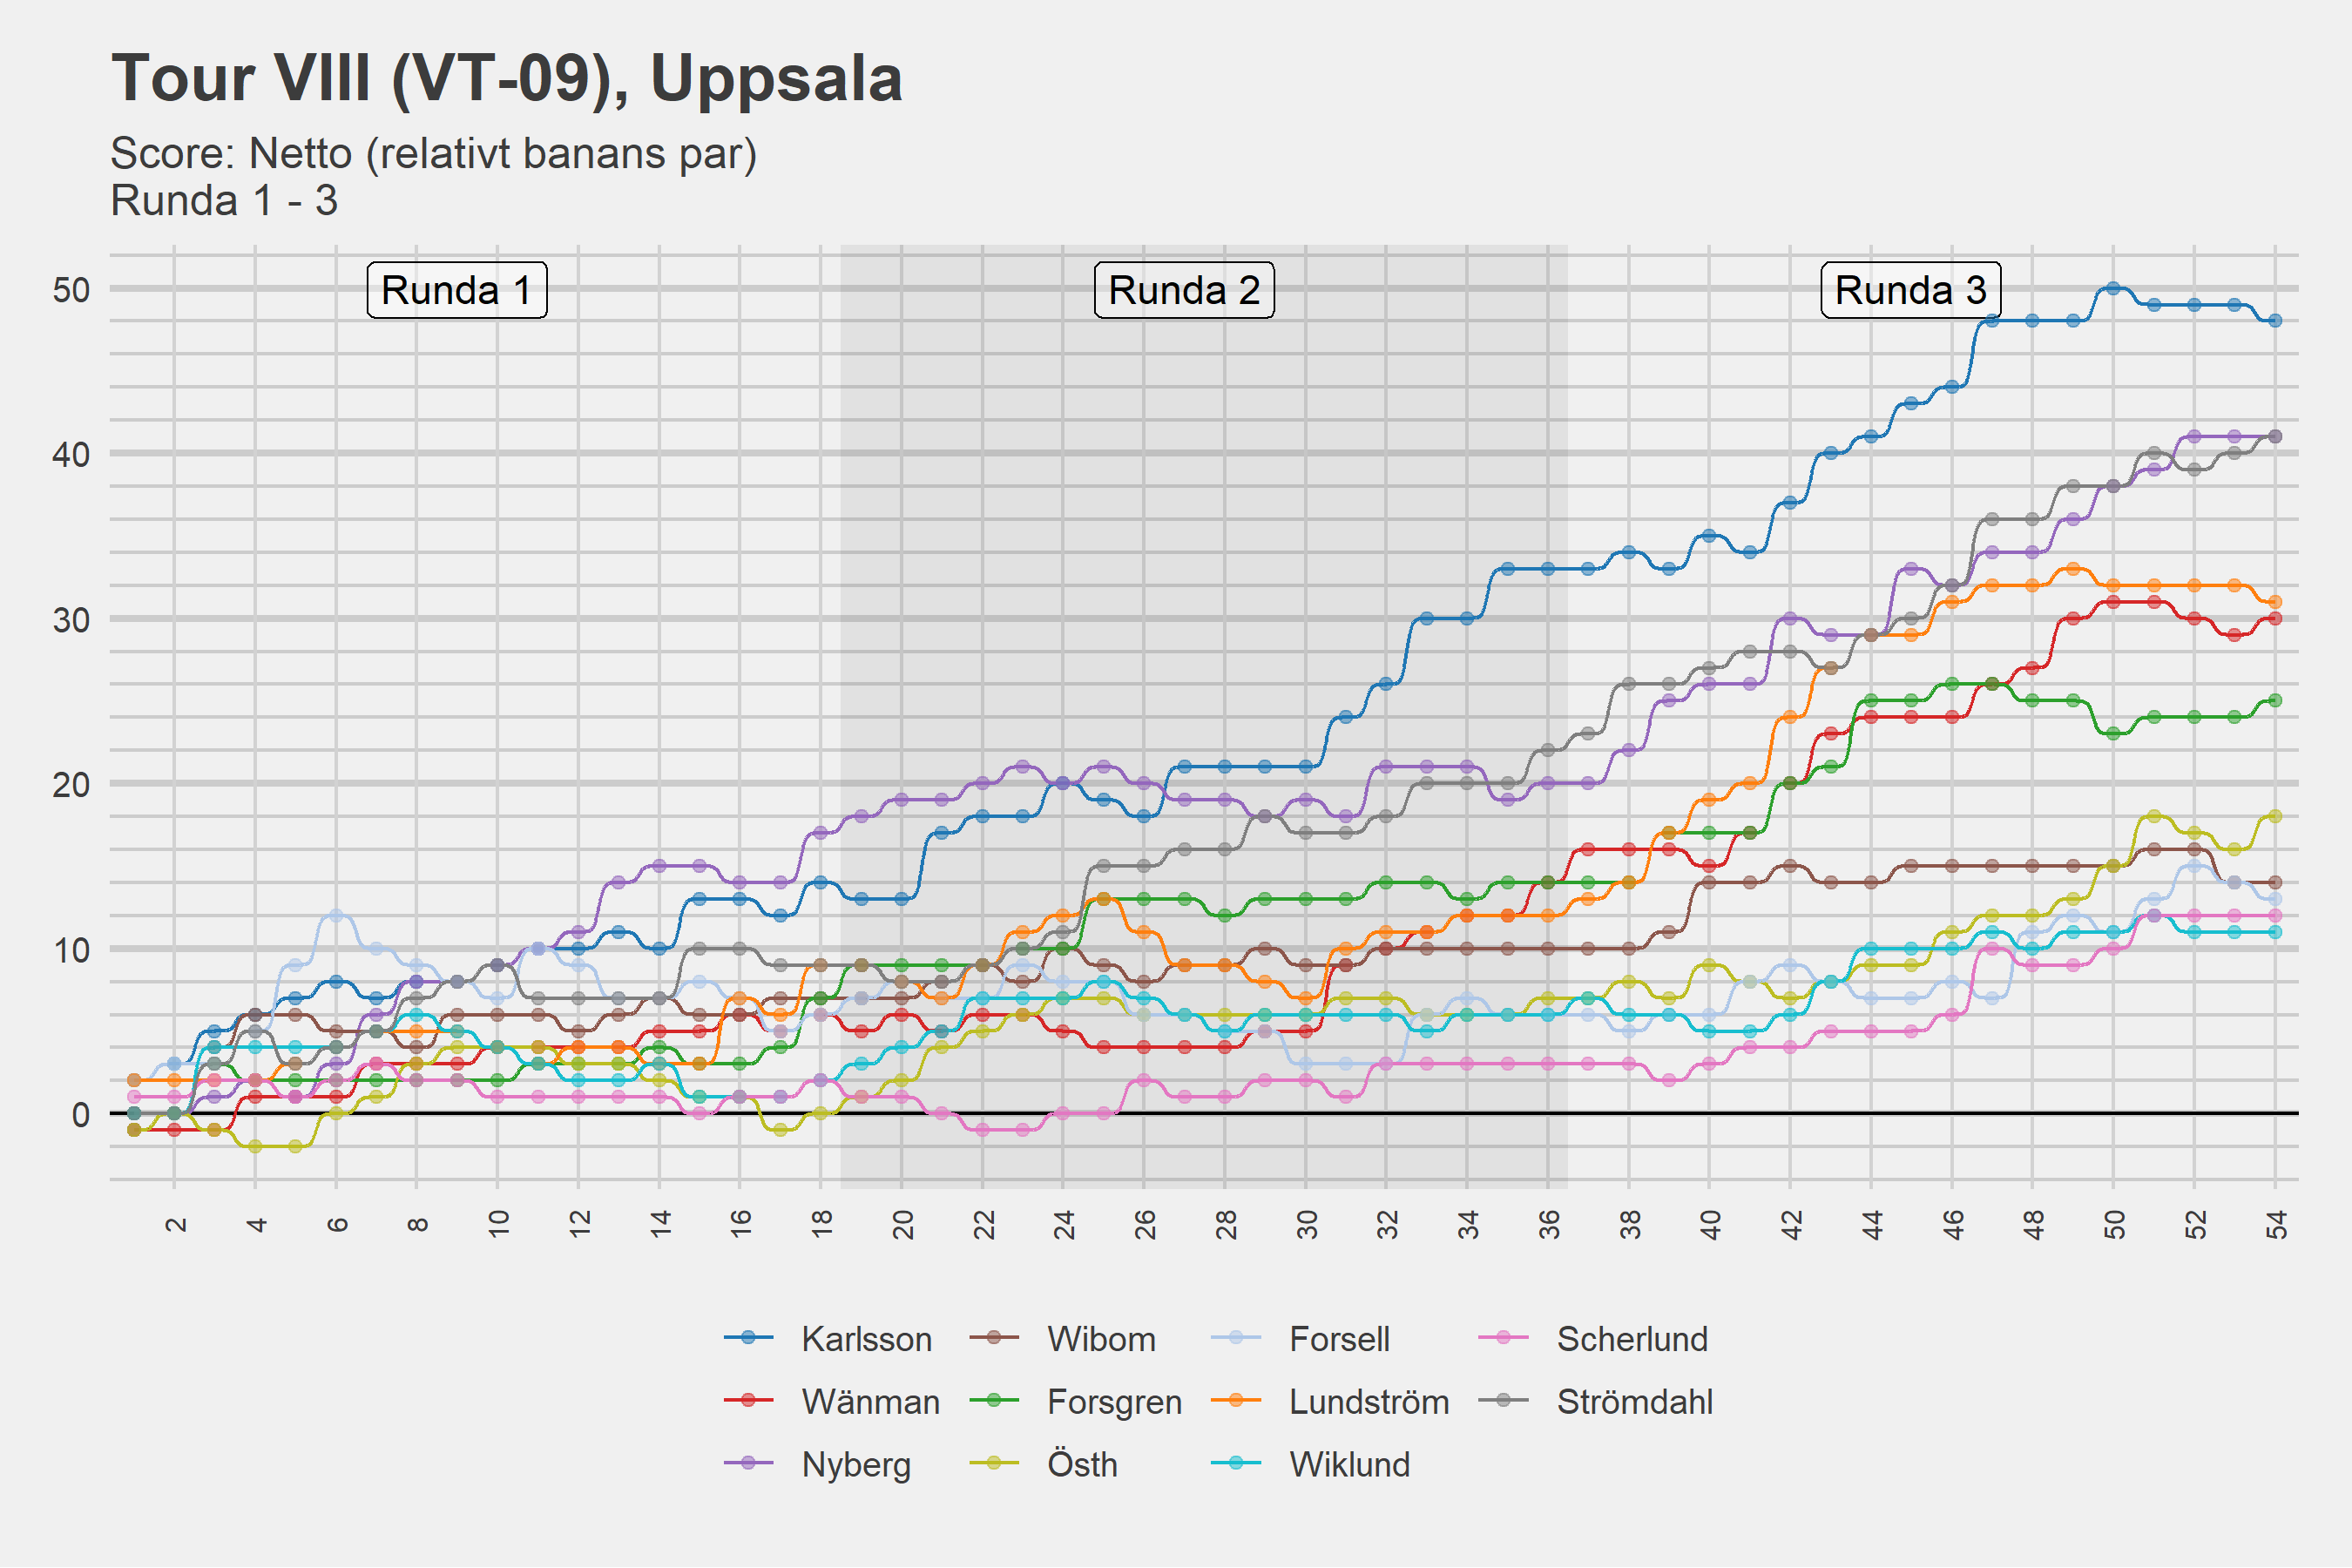 Tour VIII (VT-09), Uppsala
Score: Netto (relativt banans par)
Runda 1 - 3
Runda 1 Runda 2 Runda 3
50
40
30
20
10
0
2 4 6 8 10 12 14 16 18 20 22 24 26 28 30 32 34 36 38 40 42 44 46 48 50 52 54
Karlsson Wibom Forsell Scherlund
Wänman Forsgren Lundström Strömdahl
Nyberg Östh Wiklund